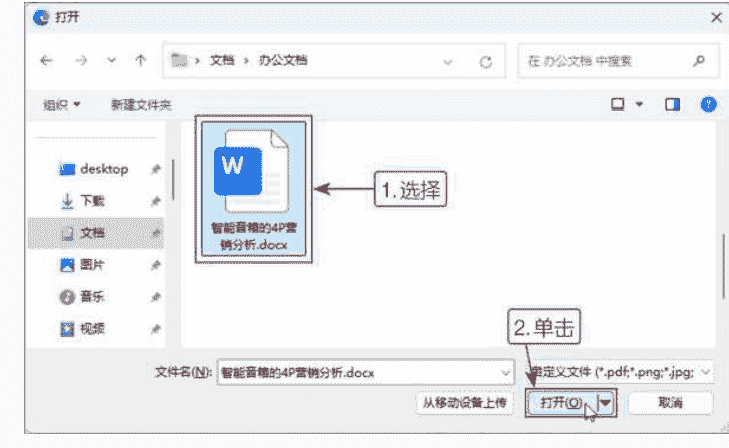 打开
文档 > 办公文档
在 办公文档 中搜索
组织
新建文件夹
desktop
下载
文档
图片
音乐
视频
W
智能音箱的4P营
销分析.docx
1.选择
2.单击
文件名(N):
智能音箱的4P营销分析.docx
自定义文件 (*.pdf;*.png;*.jpg;
从移动设备上传
打开(O)
取消